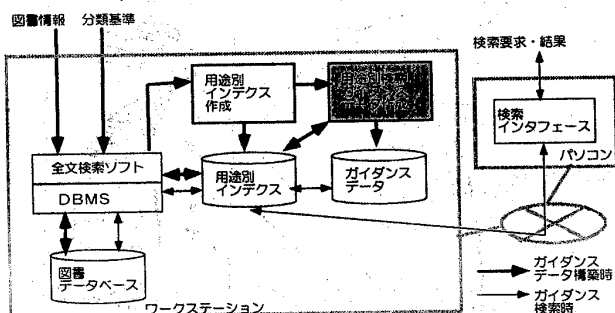 図書情報
分類基準
検索要求・結果
用途別
インデクス
作成
用途別
検索
インタフェース
パソコン
全文検索ソフト
DBMS
用途別
インデクス
ガイダンス
データ
図書
データベース
ワークステーション
ガイダンス
データ構築時
ガイダンス
検索時